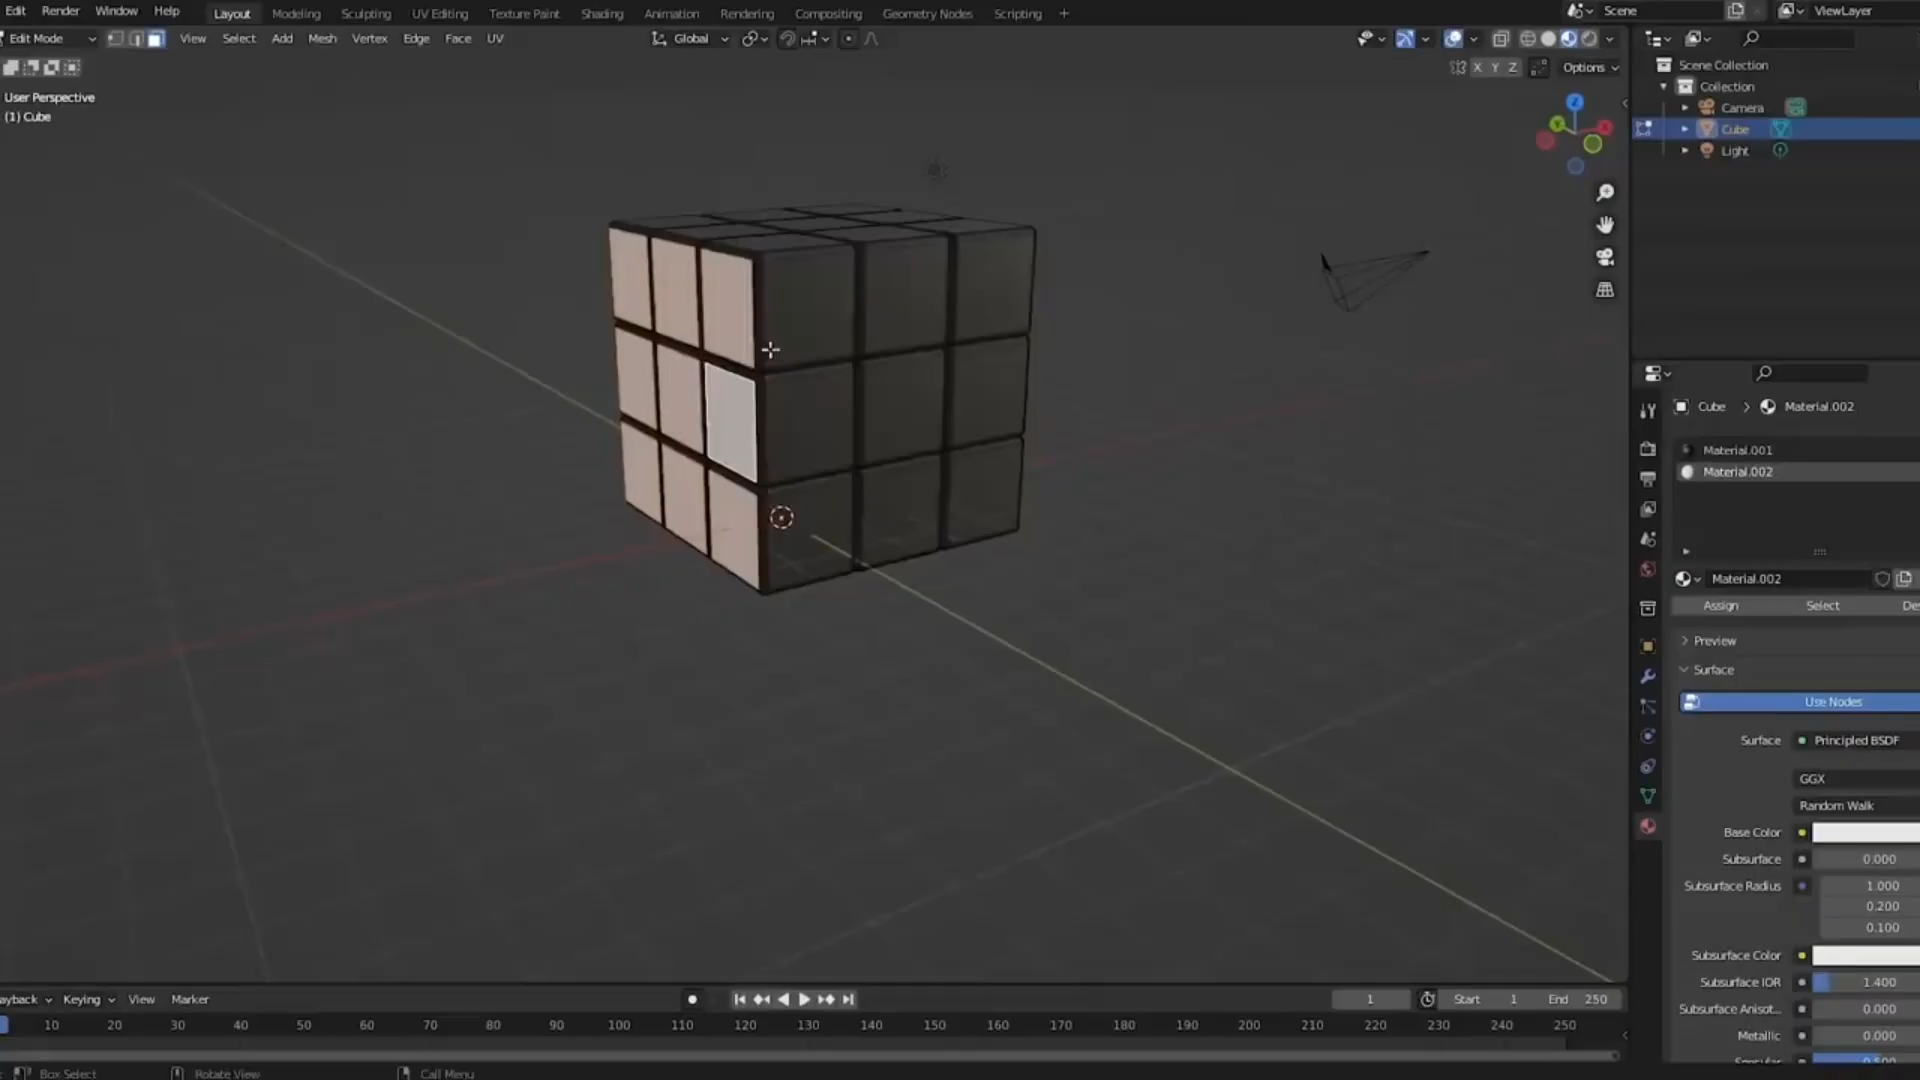 Edit Render Window Help Layout Modeling Sculpting UV Editing Texture Paint Shading Animation Rendering Compositing Geometry Nodes Scripting + Scene ViewLayer
Edit Mode View Select Add Mesh Vertex Edge Face UV Global
X Y Z Options
User Perspective
(1) Cube
Z
Y
X
Scene Collection
Collection
Camera
Cube
Light
Cube > Material.002
Material.001
Material.002
Material.002
Assign Select
Preview
Surface
Use Nodes
Surface Principled BSDF
GGX
Random Walk
Base Color
Subsurface 0.000
Subsurface Radius 1.000
0.200
0.100
Subsurface Color
Subsurface IOR 1.400
Subsurface Anisot... 0.000
Metallic 0.000
Keying View Marker 1 Start 1 End 250
10 20 30 40 50 60 70 80 90 100 110 120 130 140 150 160 170 180 190 200 210 220 230 240 250
Box Select Rotate View Call Menu